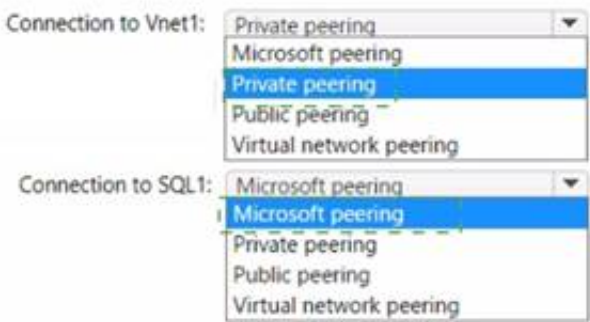 Connection to Vnet1: Private peering
Microsoft peering
Private peering
Public peering
Virtual network peering
Connection to SQL1: Microsoft peering
Microsoft peering
Private peering
Public peering
Virtual network peering